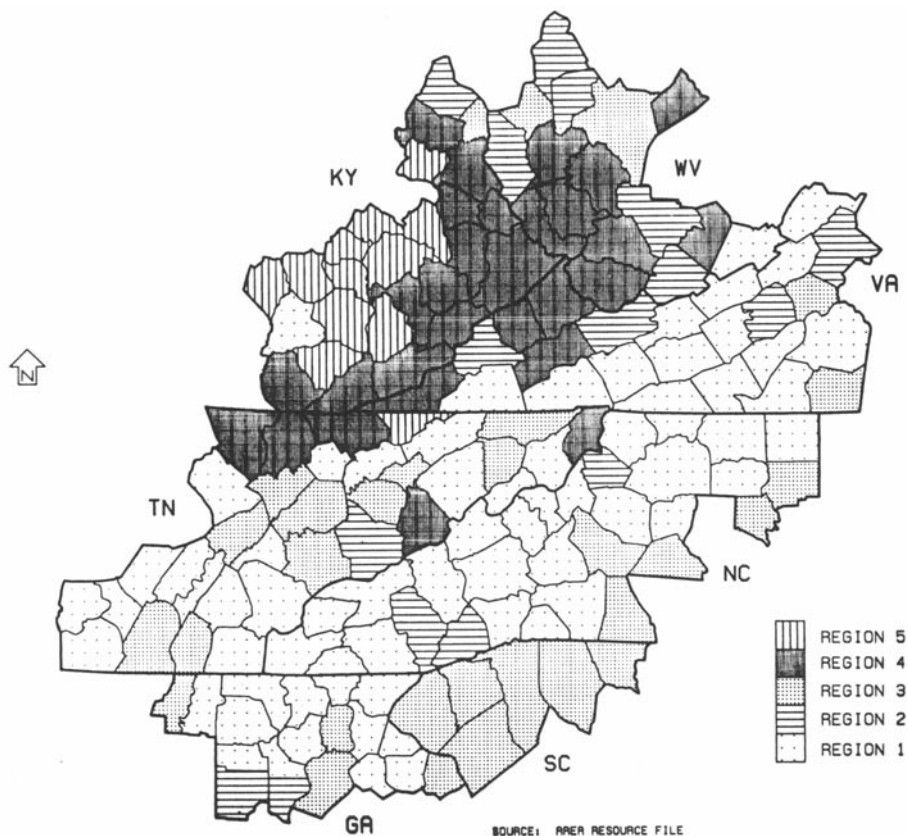 KY
WV
VA
N
TN
NC
REGION 5
REGION 4
REGION 3
REGION 2
REGION 1
SC
GA
SOURCE: AREA RESOURCE FILE